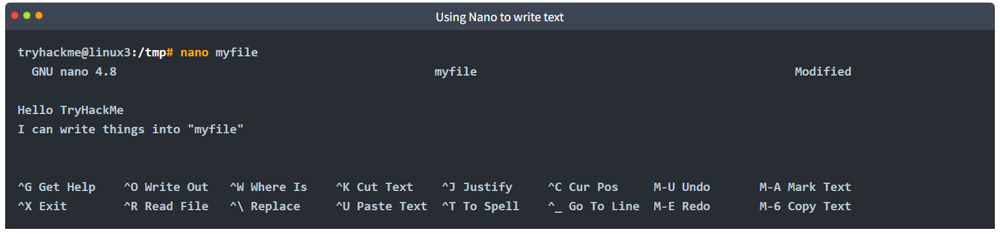 Using Nano to write text
tryhackme@linux3:/tmp# nano myfile
GNU nano 4.8 myfile Modified
Hello TryHackMe
I can write things into "myfile"
^G Get Help ^O Write Out ^W Where Is ^K Cut Text ^J Justify ^C Cur Pos M-U Undo M-A Mark Text
^X Exit ^R Read File ^\ Replace ^U Paste Text ^T To Spell ^_ Go To Line M-E Redo M-6 Copy Text